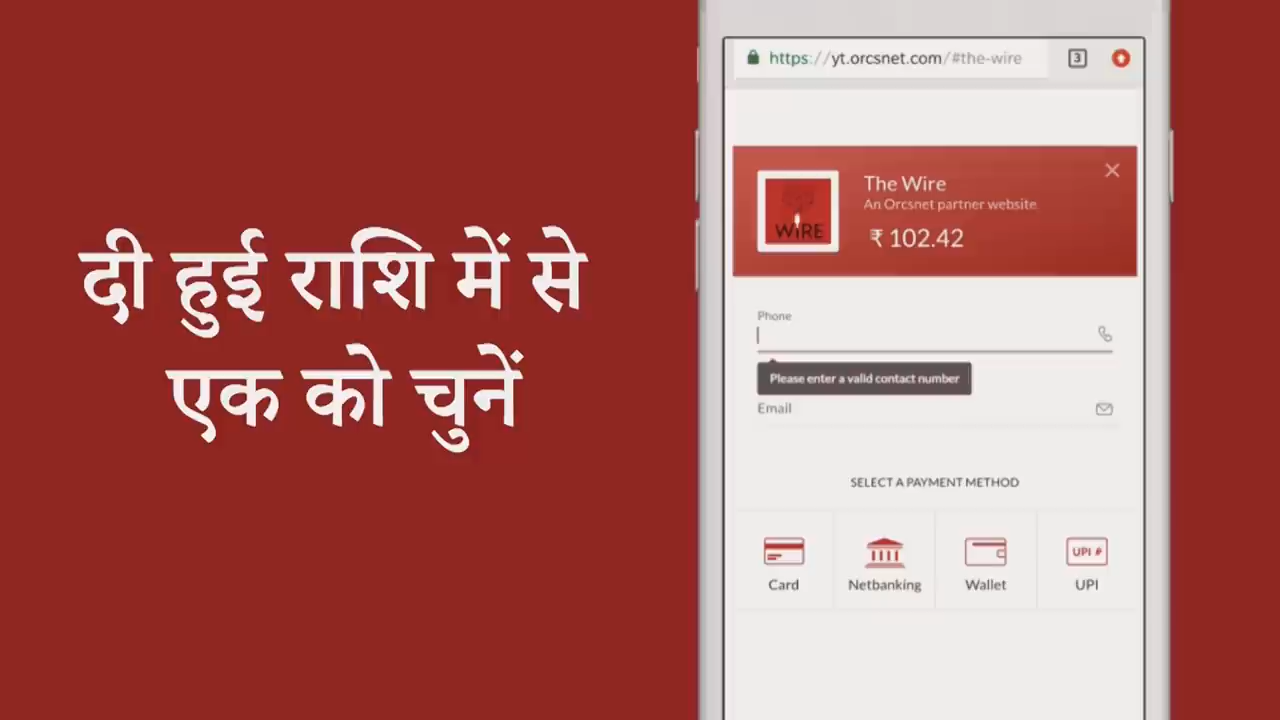 दी हुई राशि में से
एक को चुनें
https://yt.orcsnet.com/#the-wire
3
The Wire
An Orcsnet partner website
₹ 102.42
WIRE
Phone
Please enter a valid contact number
Email
SELECT A PAYMENT METHOD
UPI
Card
Netbanking
Wallet
UPI